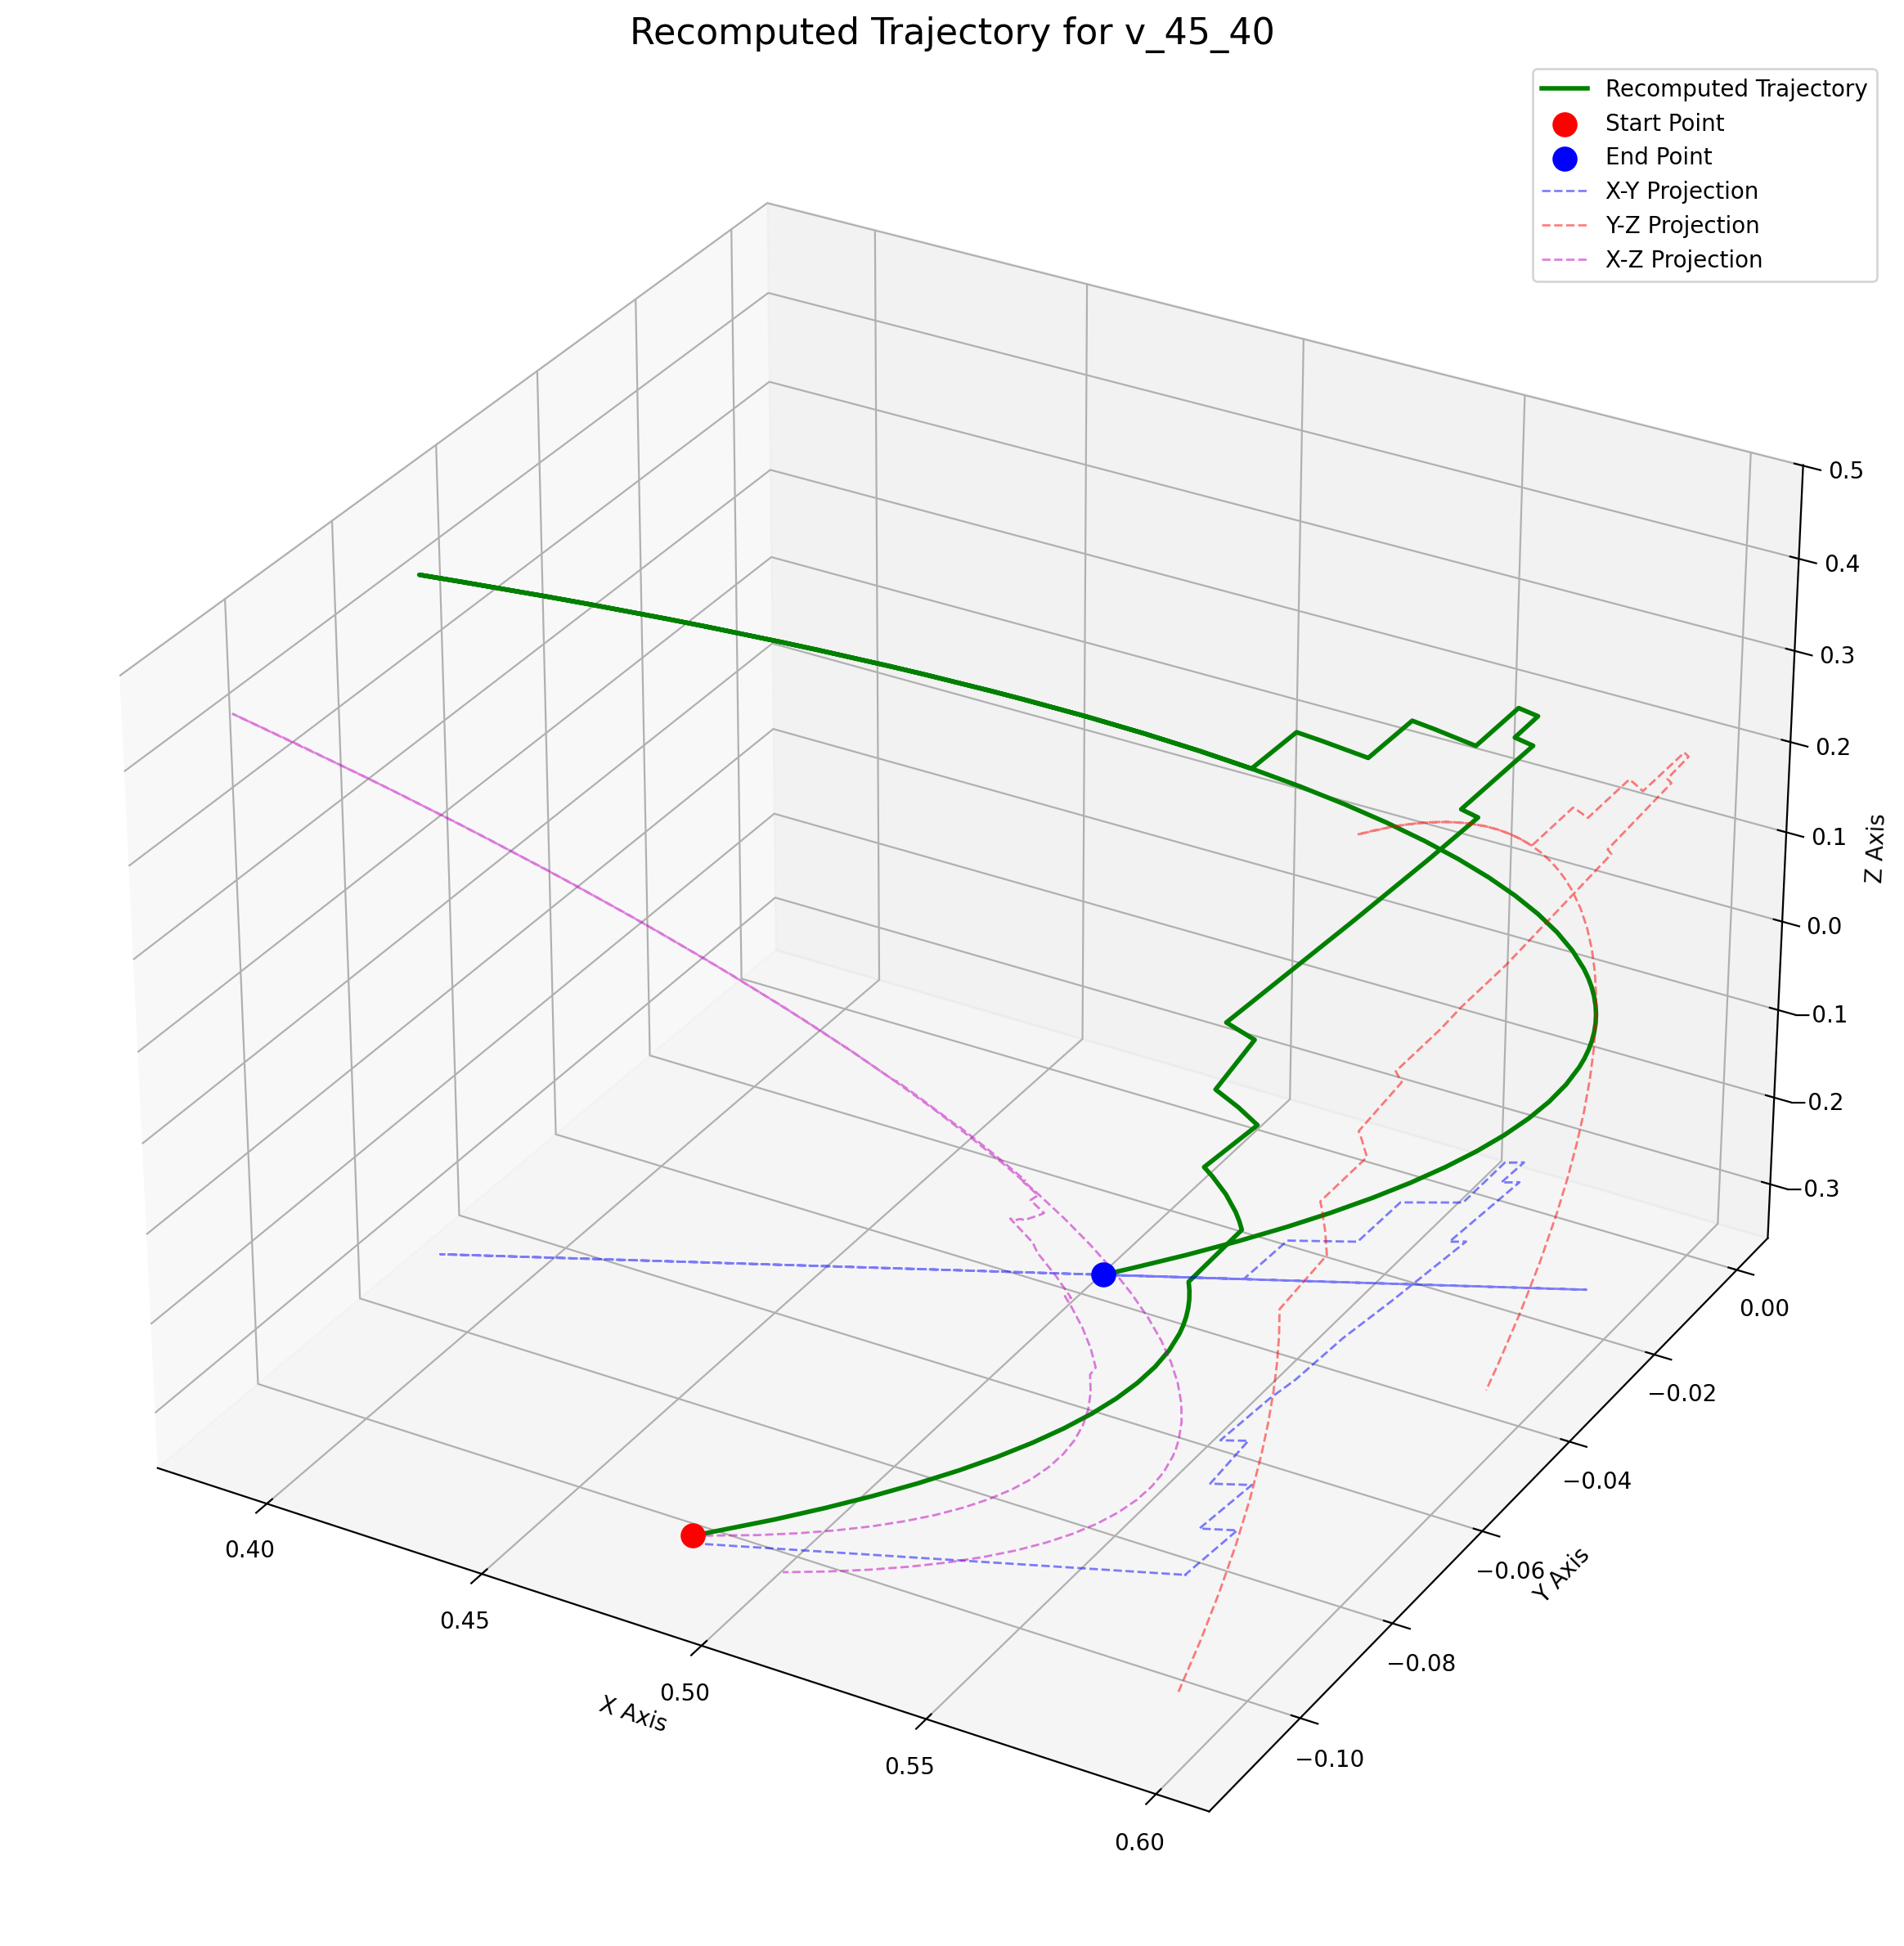 Recomputed Trajectory for v_45_40
Recomputed Trajectory
Start Point
End Point
X-Y Projection
Y-Z Projection
X-Z Projection
0.5
0.4
0.3
0.2
0.1
0.0
−0.1
−0.2
−0.3
Z Axis
0.00
−0.02
−0.04
−0.06
−0.08
−0.10
Y Axis
0.40
0.45
0.50
0.55
0.60
X Axis